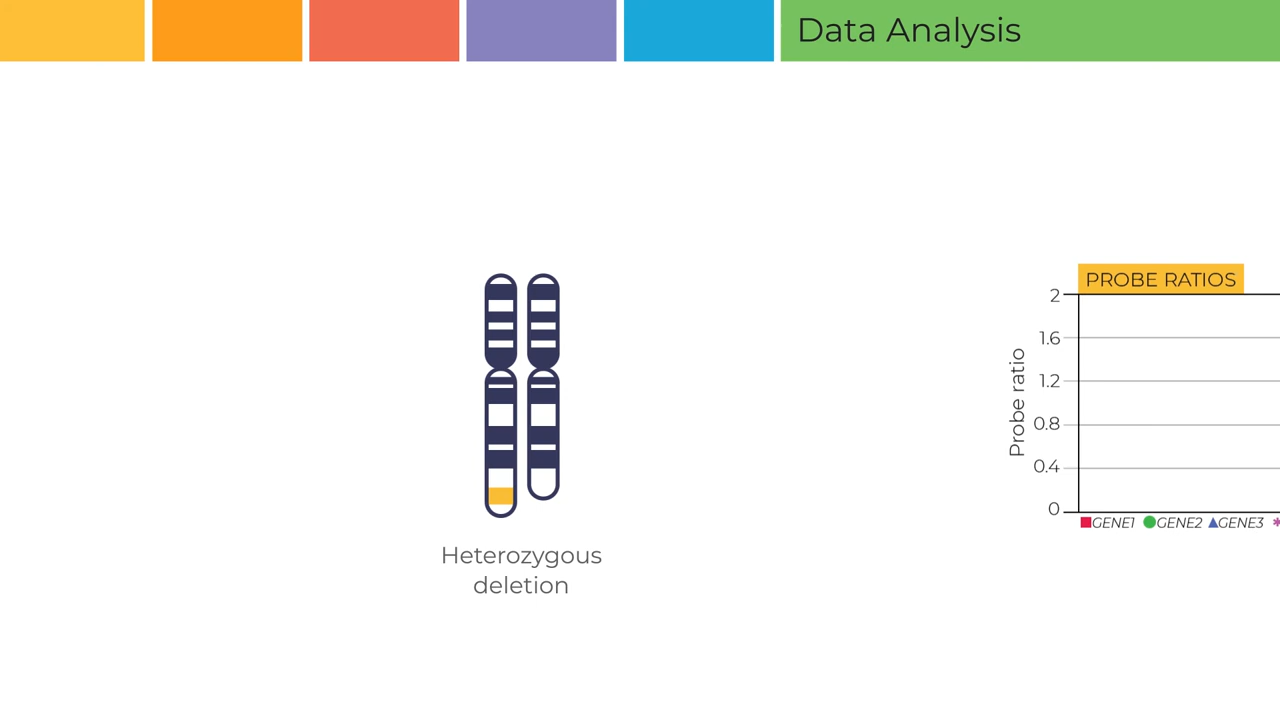 Data Analysis
PROBE RATIOS
Probe ratio
2
1.6
1.2
0.8
0.4
0
GENE1 GENE2 GENE3
Heterozygous
deletion